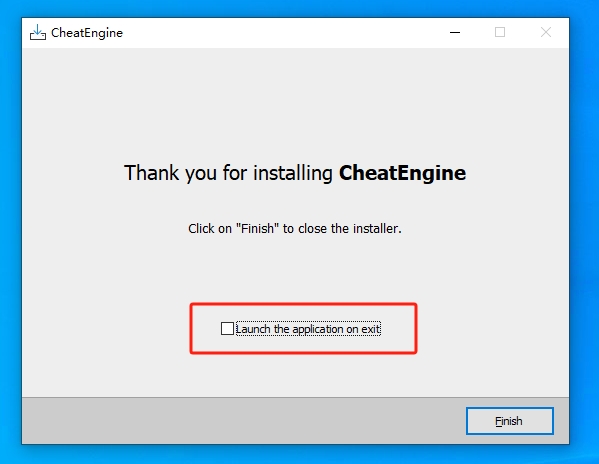 CheatEngine
Thank you for installing CheatEngine
Click on "Finish" to close the installer.
Launch the application on exit
Finish